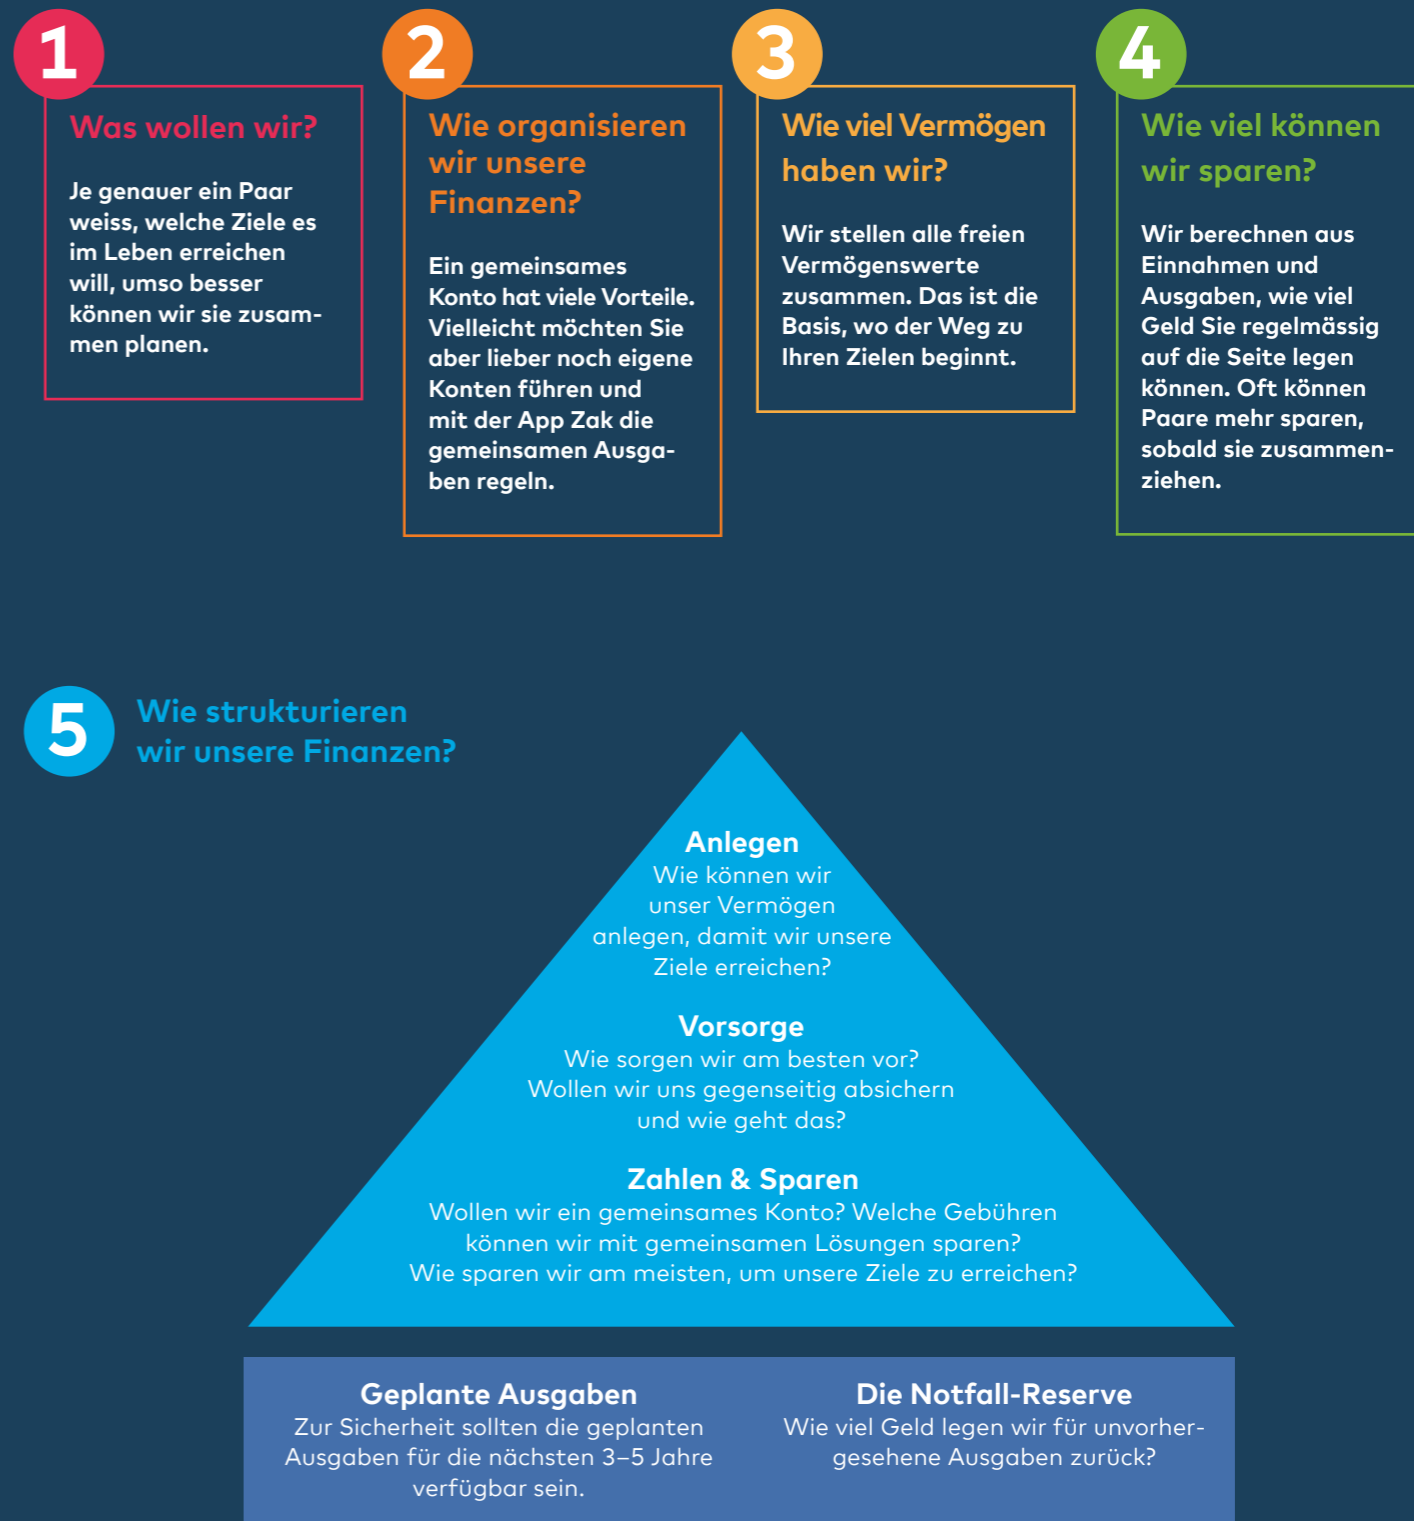 1
Was wollen wir?
Je genauer ein Paar
weiss, welche Ziele es
im Leben erreichen
will, umso besser
können wir sie zusam-
men planen.
2
Wie organisieren
wir unsere
Finanzen?
Ein gemeinsames
Konto hat viele Vorteile.
Vielleicht möchten Sie
aber lieber noch eigene
Konten führen und
mit der App Zak die
gemeinsamen Ausga-
ben regeln.
3
Wie viel Vermögen
haben wir?
Wir stellen alle freien
Vermögenswerte
zusammen. Das ist die
Basis, wo der Weg zu
Ihren Zielen beginnt.
4
Wie viel können
wir sparen?
Wir berechnen aus
Einnahmen und
Ausgaben, wie viel
Geld Sie regelmässig
auf die Seite legen
können. Oft können
Paare mehr sparen,
sobald sie zusammen-
ziehen.
5
Wie strukturieren
wir unsere Finanzen?
Anlegen
Wie können wir
unser Vermögen
anlegen, damit wir unsere
Ziele erreichen?
Vorsorge
Wie sorgen wir am besten vor?
Wollen wir uns gegenseitig absichern
und wie geht das?
Zahlen & Sparen
Wollen wir ein gemeinsames Konto? Welche Gebühren
können wir mit gemeinsamen Lösungen sparen?
Wie sparen wir am meisten, um unsere Ziele zu erreichen?
Geplante Ausgaben
Zur Sicherheit sollten die geplanten
Ausgaben für die nächsten 3–5 Jahre
verfügbar sein.
Die Notfall-Reserve
Wie viel Geld legen wir für unvorher-
gesehene Ausgaben zurück?